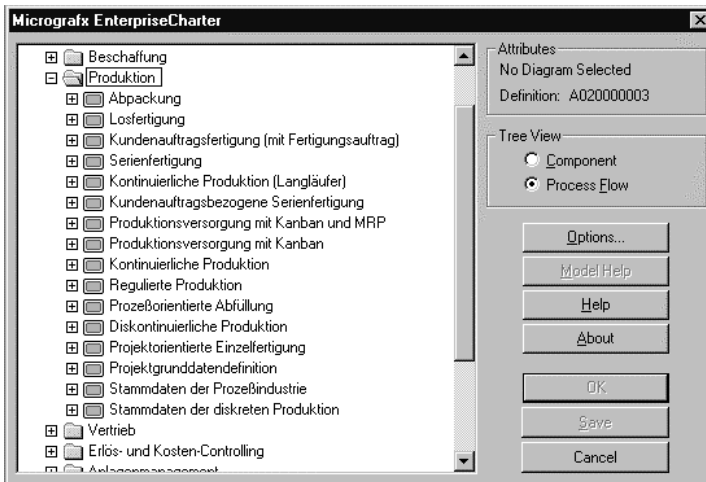 Micrografx EnterpriseCharter
Beschaffung
Produktion
Abpackung
Losfertigung
Kundenauftragsfertigung (mit Fertigungsauftrag)
Serienfertigung
Kontinuierliche Produktion (Langläufer)
Kundenauftragsbezogene Serienfertigung
Produktionsversorgung mit Kanban und MRP
Produktionsversorgung mit Kanban
Kontinuierliche Produktion
Regulierte Produktion
Prozeßorientierte Abfüllung
Diskontinuierliche Produktion
Projektorientierte Einzelfertigung
Projektgrunddatendefinition
Stammdaten der Prozeßindustrie
Stammdaten der diskreten Produktion
Vertrieb
Erlös- und Kosten-Controlling
Anlagenmanagement
Attributes
No Diagram Selected
Definition: A020000003
Tree View
Component
Process Flow
Options...
Model Help
Help
About
OK
Save
Cancel